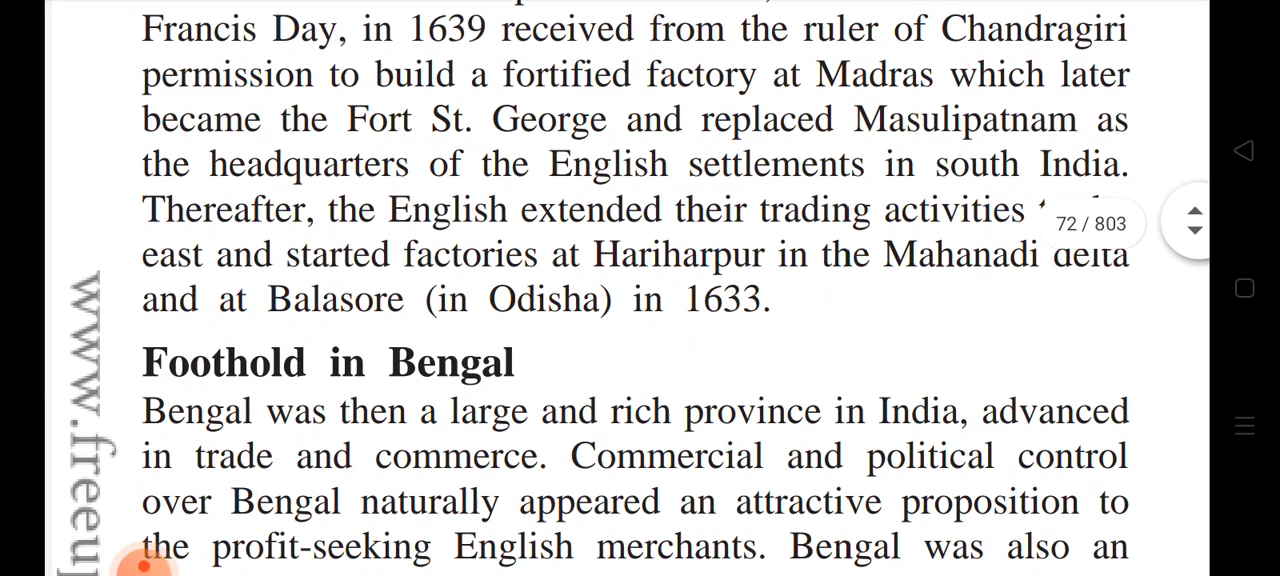 Francis Day, in 1639 received from the ruler of Chandragiri
permission to build a fortified factory at Madras which later
became the Fort St. George and replaced Masulipatnam as
the headquarters of the English settlements in south India.
Thereafter, the English extended their trading activities
72 / 803
east and started factories at Hariharpur in the Mahanadi delta
and at Balasore (in Odisha) in 1633.
Foothold in Bengal
Bengal was then a large and rich province in India, advanced
in trade and commerce. Commercial and political control
over Bengal naturally appeared an attractive proposition to
the profit-seeking English merchants. Bengal was also an